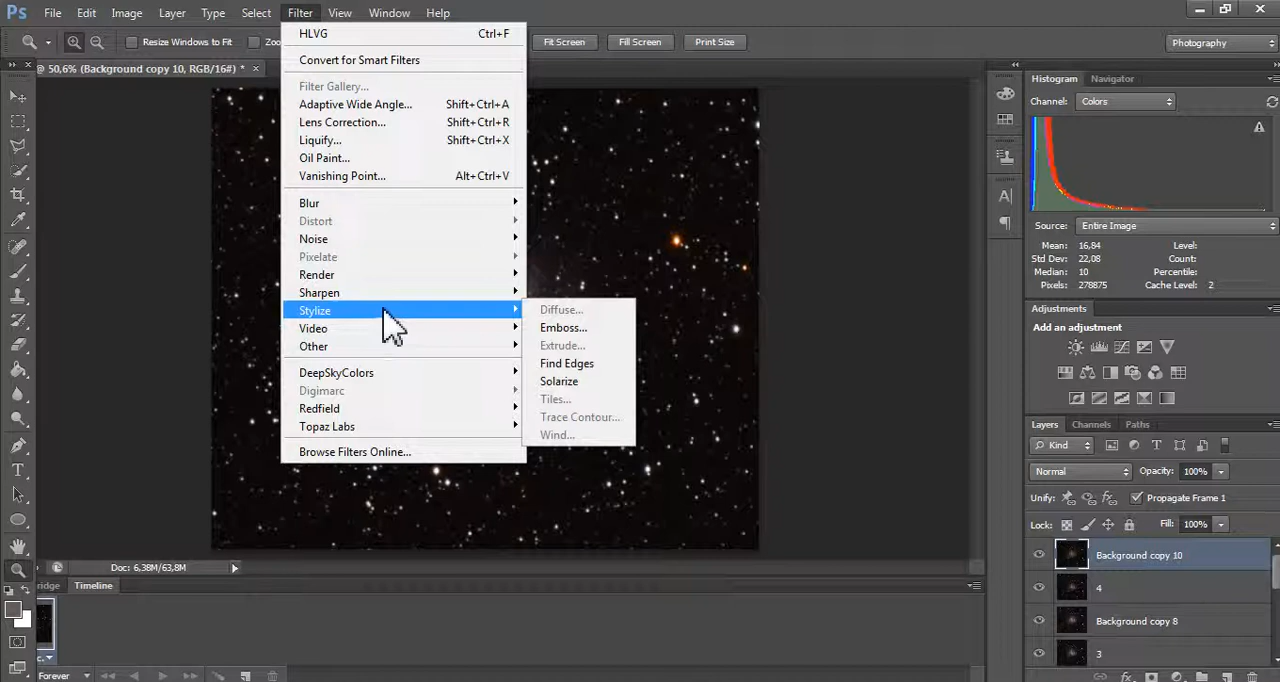 Ps File Edit Image Layer Type Select Filter View Window Help
Resize Windows to Fit Zoo Fit Screen Fill Screen Print Size Photography
@ 50,6% (Background copy 10, RGB/16#) * ×
HLVG Ctrl+F
Convert for Smart Filters
Filter Gallery...
Adaptive Wide Angle... Shift+Ctrl+A
Lens Correction... Shift+Ctrl+R
Liquify... Shift+Ctrl+X
Oil Paint...
Vanishing Point... Alt+Ctrl+V
Blur
Distort
Noise
Pixelate
Render
Sharpen
Stylize
Video
Other
DeepSkyColors
Digimarc
Redfield
Topaz Labs
Browse Filters Online...
Diffuse...
Emboss...
Extrude...
Find Edges
Solarize
Tiles...
Trace Contour...
Wind...
Histogram Navigator
Channel: Colors
Source: Entire Image
Mean: 16,84 Level:
Std Dev: 22,08 Count:
Median: 10 Percentile:
Pixels: 278875 Cache Level: 2
Adjustments
Add an adjustment
Layers Channels Paths
Kind
Normal Opacity: 100%
Unify: Propagate Frame 1
Lock: Fill: 100%
Background copy 10
4
Background copy 8
3
Doc: 6,38M/63,8M
ridge Timeline
Forever